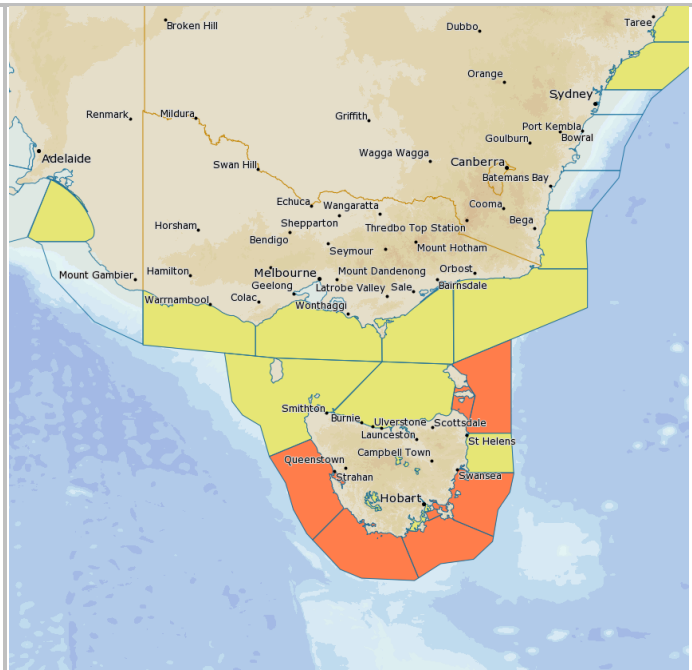 Taree
Broken Hill
Dubbo
Orange
Sydney
Renmark
Mildura
Griffith
Port Kembla
Bowral
Goulburn
Adelaide
Wagga Wagga
Canberra
Swan Hill
Batemans Bay
Echuca
Wangaratta
Cooma
Shepparton
Thredbo Top Station
Bega
Horsham
Bendigo
Seymour
Mount Hotham
Mount Gambier
Hamilton
Melbourne
Mount Dandenong
Orbost
Geelong
Latrobe Valley
Sale
Bairnsdale
Warrnambool
Colac
Wonthaggi
Smithton
Burnie
Ulverstone
Scottsdale
Launceston
St Helens
Campbell Town
Queenstown
Strahan
Swansea
Hobart